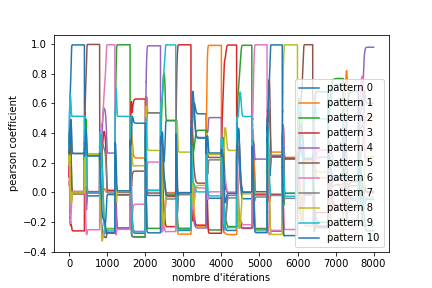 1.0
0.8
0.6
0.4
0.2
0.0
−0.2
−0.4
pearson coefficient
0 1000 2000 3000 4000 5000 6000 7000 8000
nombre d'itérations
pattern 0
pattern 1
pattern 2
pattern 3
pattern 4
pattern 5
pattern 6
pattern 7
pattern 8
pattern 9
pattern 10